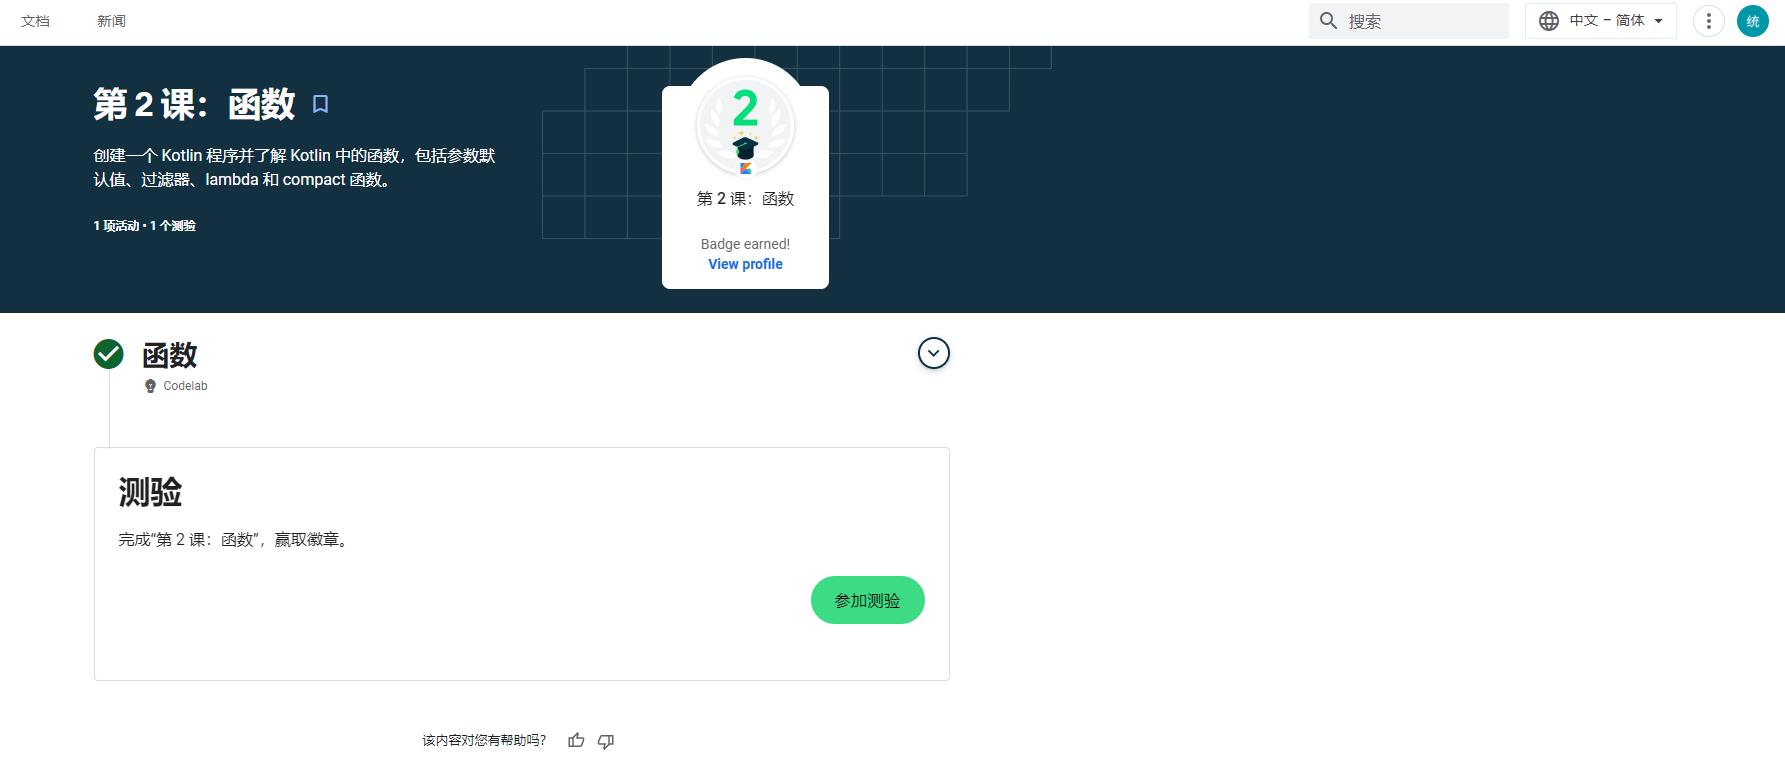 文档
新闻
搜索
中文 – 简体
统
第 2 课：函数
创建一个 Kotlin 程序并了解 Kotlin 中的函数，包括参数默
认值、过滤器、lambda 和 compact 函数。
1 项活动 • 1 个测验
2
第 2 课：函数
Badge earned!
View profile
函数
Codelab
测验
完成“第 2 课：函数”，赢取徽章。
参加测验
该内容对您有帮助吗？